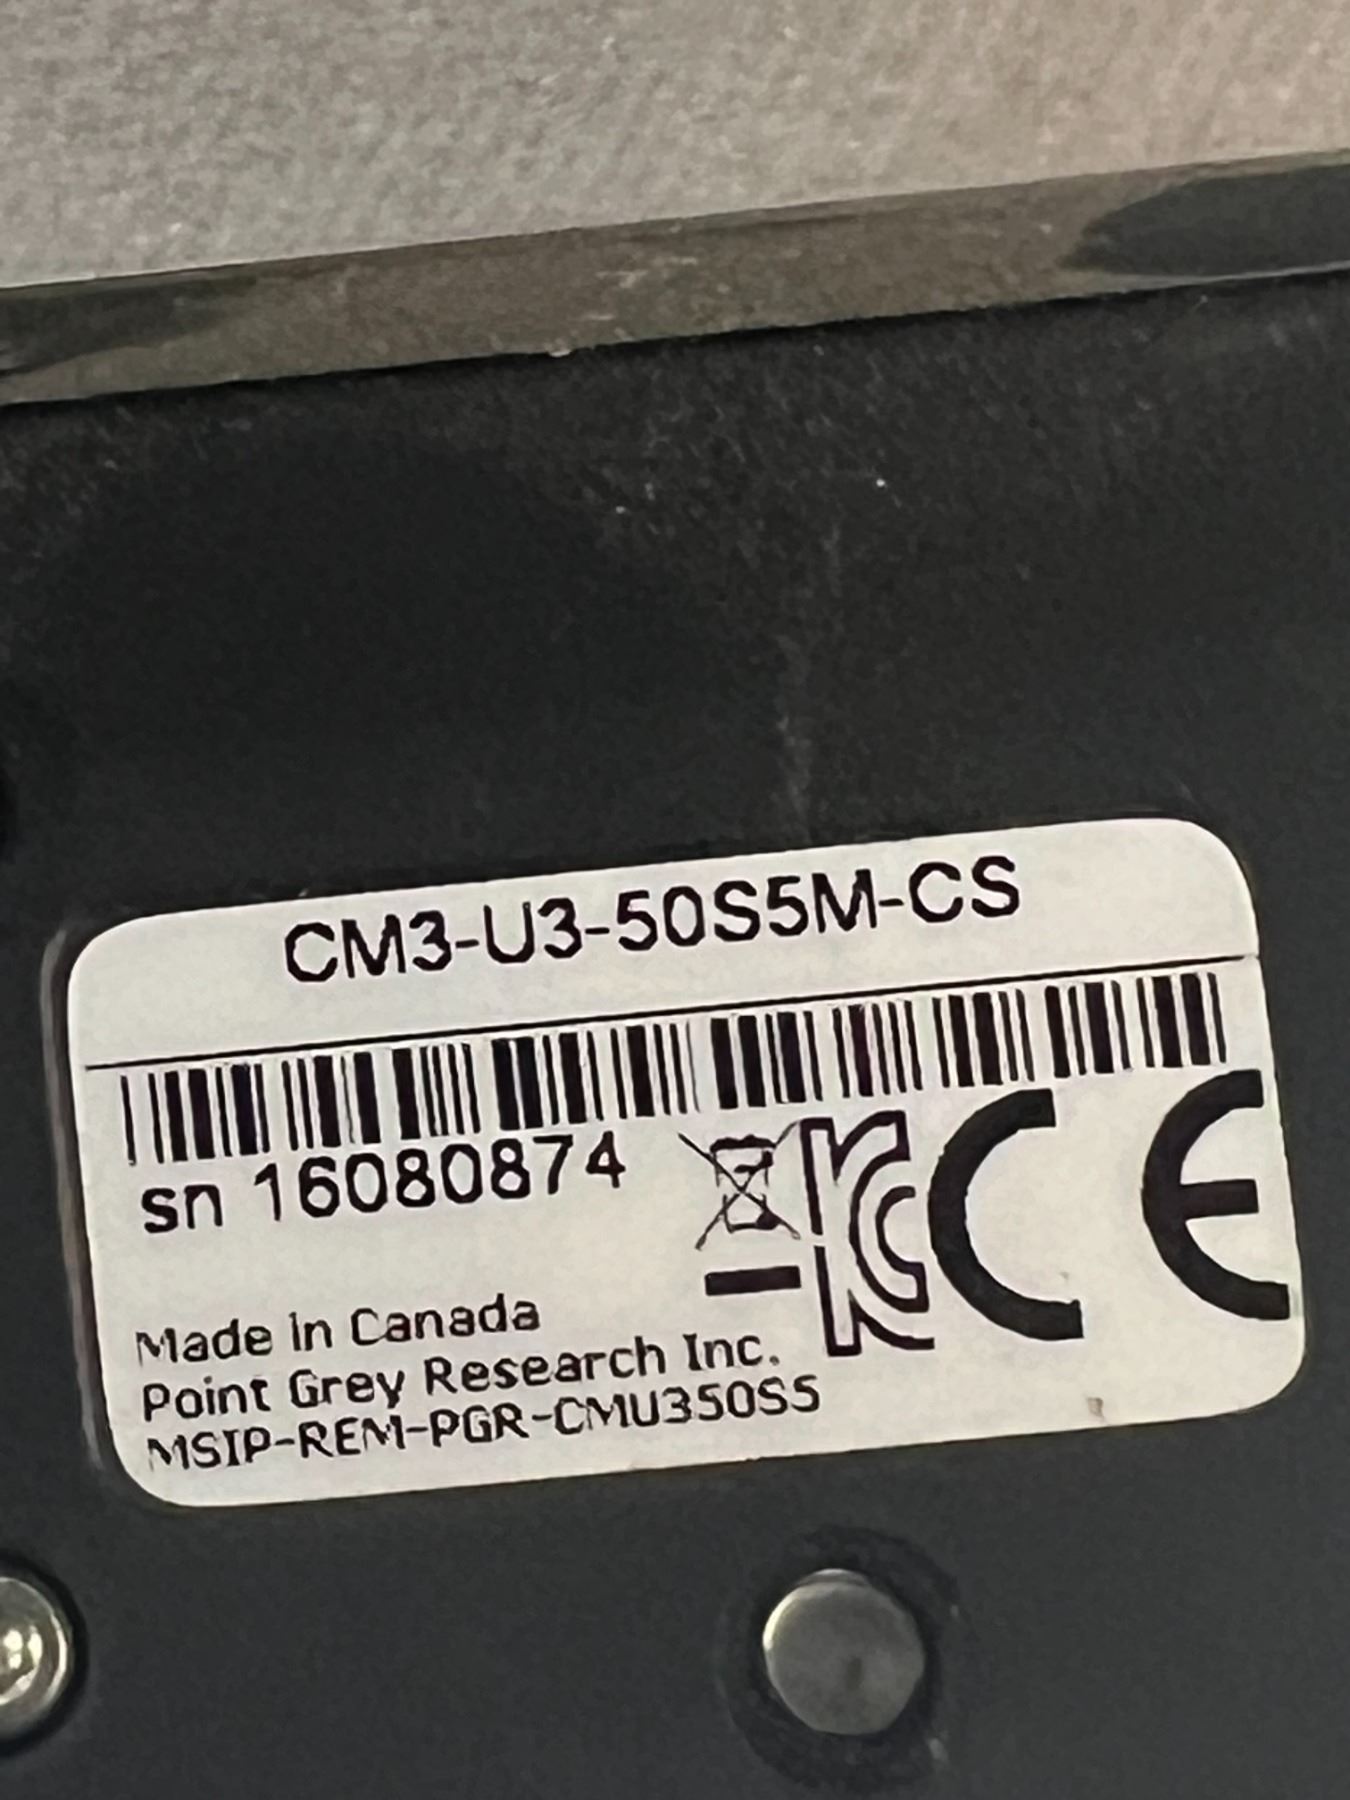 CM3-U3-50S5M-CS
sn 16080874
Made in Canada
Point Grey Research Inc.
MSIP-REM-PGR-CMU350S5